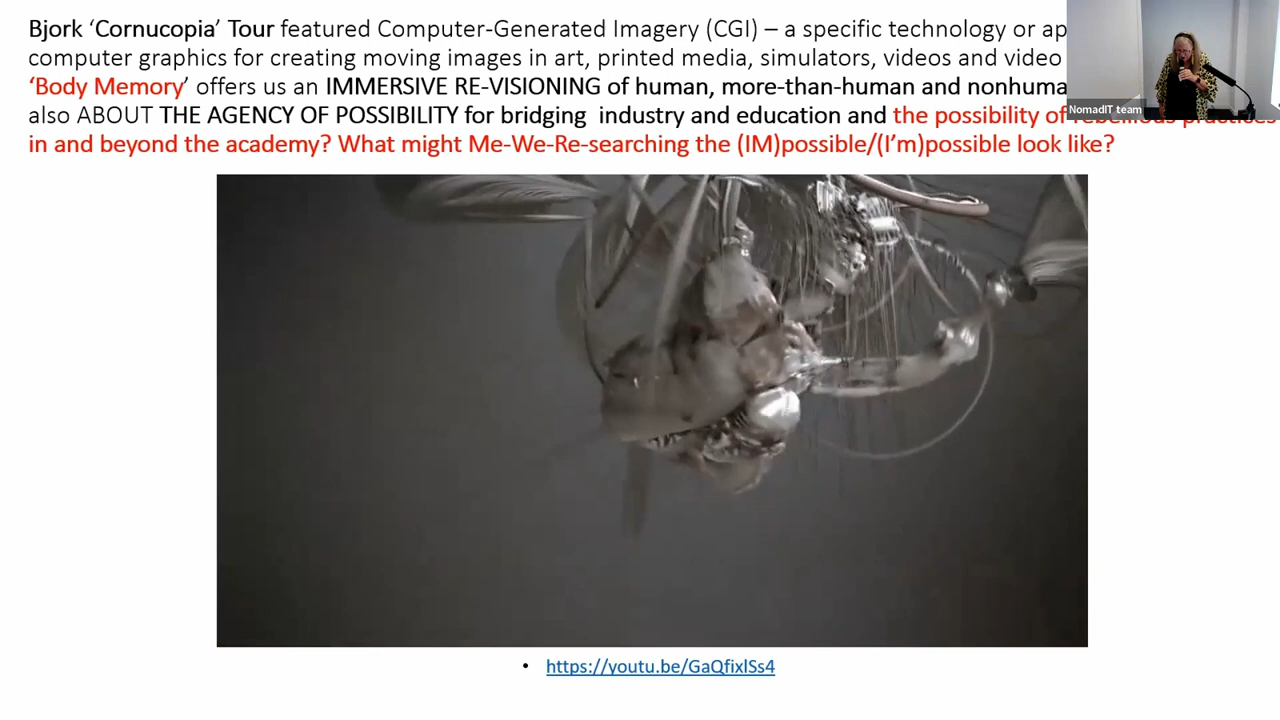 Bjork ‘Cornucopia’ Tour featured Computer-Generated Imagery (CGI) – a specific technology or
computer graphics for creating moving images in art, printed media, simulators, videos and video
‘Body Memory’ offers us an IMMERSIVE RE-VISIONING of human, more-than-human and
also ABOUT THE AGENCY OF POSSIBILITY for bridging industry and education and the possibility of
in and beyond the academy? What might Me-We-Re-searching the (IM)possible/(I’m)possible look like?
NomadIT team
• https://youtu.be/GaQfixlSs4